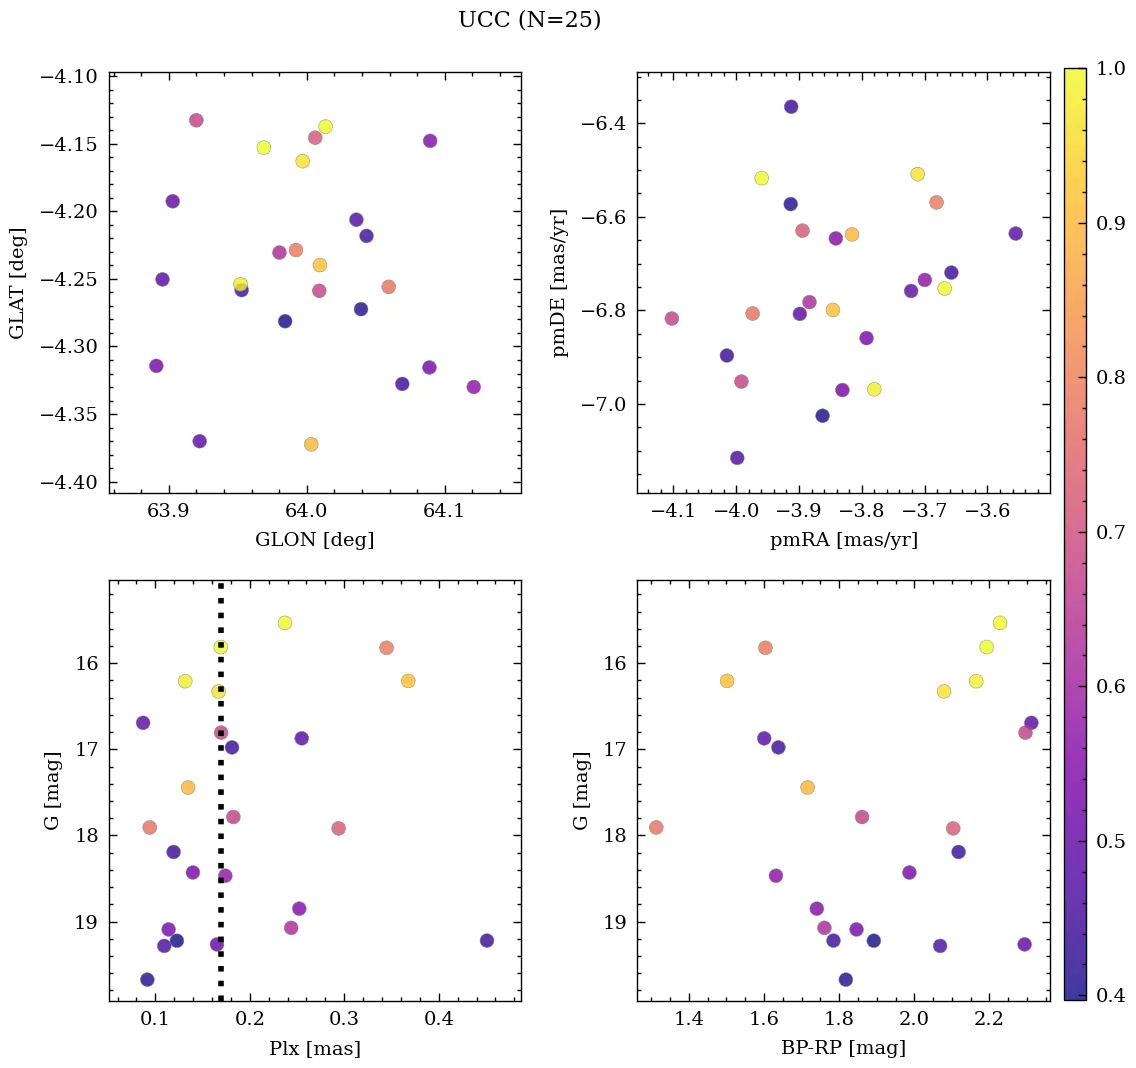 UCC (N=25)
−4.10
−4.15
−4.20
−4.25
−4.30
−4.35
−4.40
GLAT [deg]
63.9 64.0 64.1
GLON [deg]
−6.4
−6.6
−6.8
−7.0
pmDE [mas/yr]
−4.1 −4.0 −3.9 −3.8 −3.7 −3.6
pmRA [mas/yr]
16
17
18
19
G [mag]
0.1 0.2 0.3 0.4
Plx [mas]
16
17
18
19
G [mag]
1.4 1.6 1.8 2.0 2.2
BP-RP [mag]
1.0
0.9
0.8
0.7
0.6
0.5
0.4